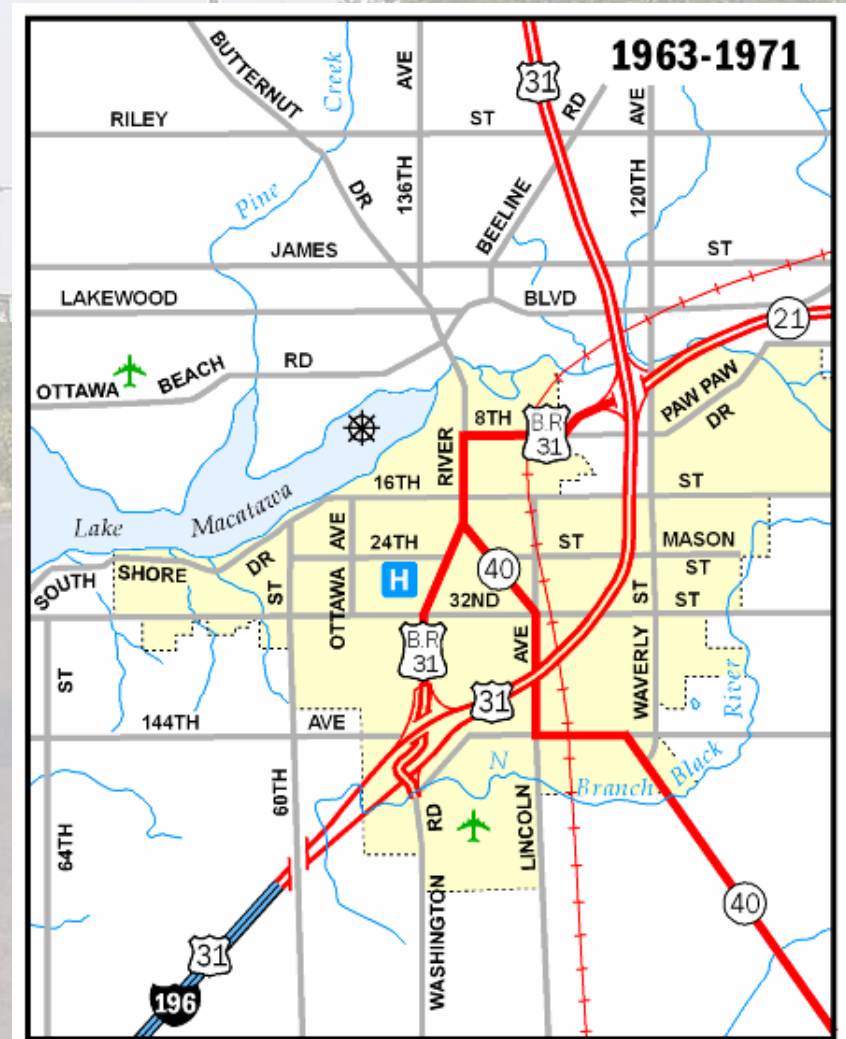 1963-1971
31
BUTTERNUT
DR
Creek
Pine
AVE
136TH
RD
BEELINE
AVE
120TH
RILEY
ST
JAMES
ST
LAKEWOOD
BLVD
21
OTTAWA
BEACH
RD
PAW PAW
DR
8TH
B.R
31
RIVER
16TH
ST
Lake
Macatawa
AVE
OTTAWA
24TH
ST
MASON
ST
40
SOUTH
SHORE
DR
ST
H
32ND
ST
B.R
31
AVE
ST
WAVERLY
31
ST
144TH
AVE
N
Branch
Black
River
60TH
64TH
RD
WASHINGTON
LINCOLN
40
31
196